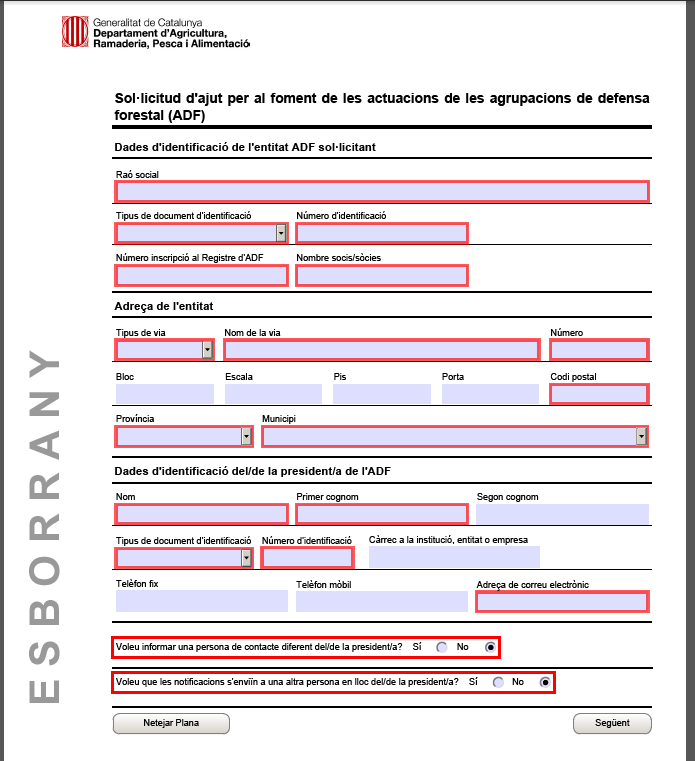 Generalitat de Catalunya
Departament d'Agricultura,
Ramaderia, Pesca i Alimentació
Sol·licitud d'ajut per al foment de les actuacions de les agrupacions de defensa
forestal (ADF)
Dades d'identificació de l'entitat ADF sol·licitant
Raó social
Tipus de document d'identificació Número d'identificació
Número inscripció al Registre d'ADF Nombre socis/sòcies
Adreça de l'entitat
Tipus de via Nom de la via Número
Bloc Escala Pis Porta Codi postal
Província Municipi
Dades d'identificació del/de la president/a de l'ADF
Nom Primer cognom Segon cognom
Tipus de document d'identificació Número d'identificació Càrrec a la institució, entitat o empresa
Telèfon fix Telèfon mòbil Adreça de correu electrònic
Voleu informar una persona de contacte diferent del/de la president/a? Sí No
Voleu que les notificacions s'enviïn a una altra persona en lloc del/de la president/a? Sí No
Netejar Plana Següent
ESBORRANY